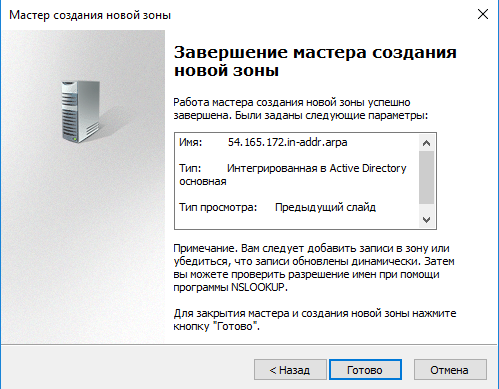 Мастер создания новой зоны
Завершение мастера создания
новой зоны
Работа мастера создания новой зоны успешно
завершена. Были заданы следующие параметры:
Имя: 54.165.172.in-addr.arpa
Тип: Интегрированная в Active Directory
основная
Тип просмотра: Предыдущий слайд
Примечание. Вам следует добавить записи в зону или
убедиться, что записи обновлены динамически. Затем
вы можете проверить разрешение имен при помощи
программы NSLOOKUP.
Для закрытия мастера и создания новой зоны нажмите
кнопку "Готово".
< Назад Готово Отмена